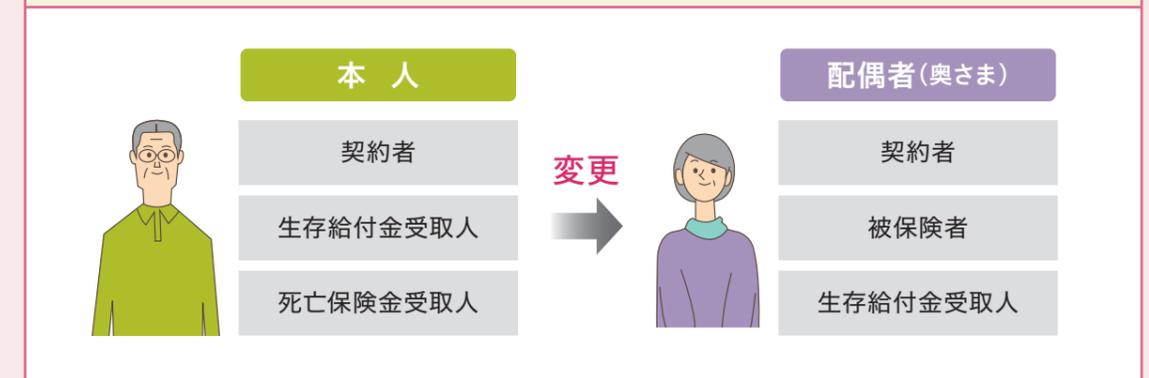 本 人
契約者
生存給付金受取人
死亡保険金受取人
変更
配偶者(奥さま)
契約者
被保険者
生存給付金受取人